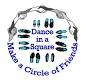 Dance
in a
Square
Make a Circle of Friends